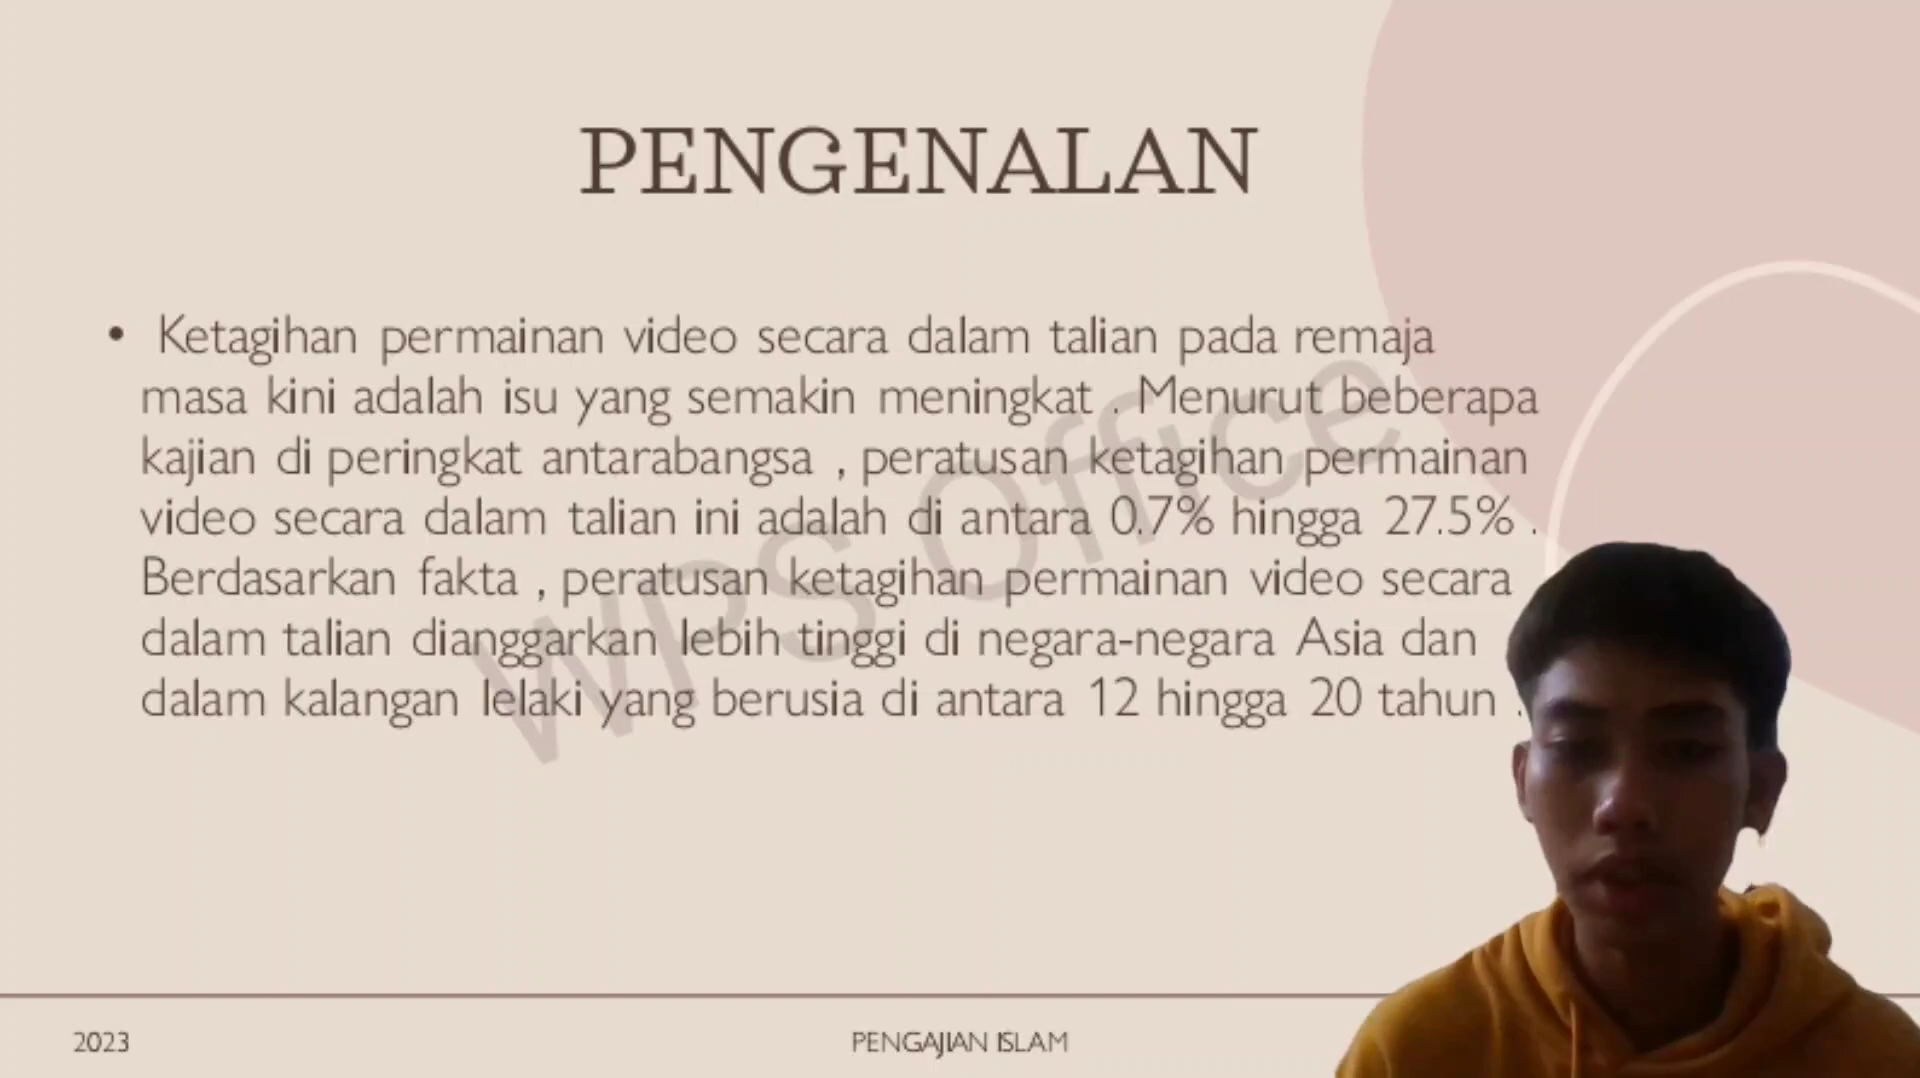 PENGENALAN
• Ketagihan permainan video secara dalam talian pada remaja
masa kini adalah isu yang semakin meningkat . Menurut beberapa
kajian di peringkat antarabangsa , peratusan ketagihan permainan
video secara dalam talian ini adalah di antara 0.7% hingga 27.5% .
Berdasarkan fakta , peratusan ketagihan permainan video secara
dalam talian dianggarkan lebih tinggi di negara-negara Asia dan
dalam kalangan lelaki yang berusia di antara 12 hingga 20 tahun .
WPS Office
2023
PENGAJIAN ISLAM